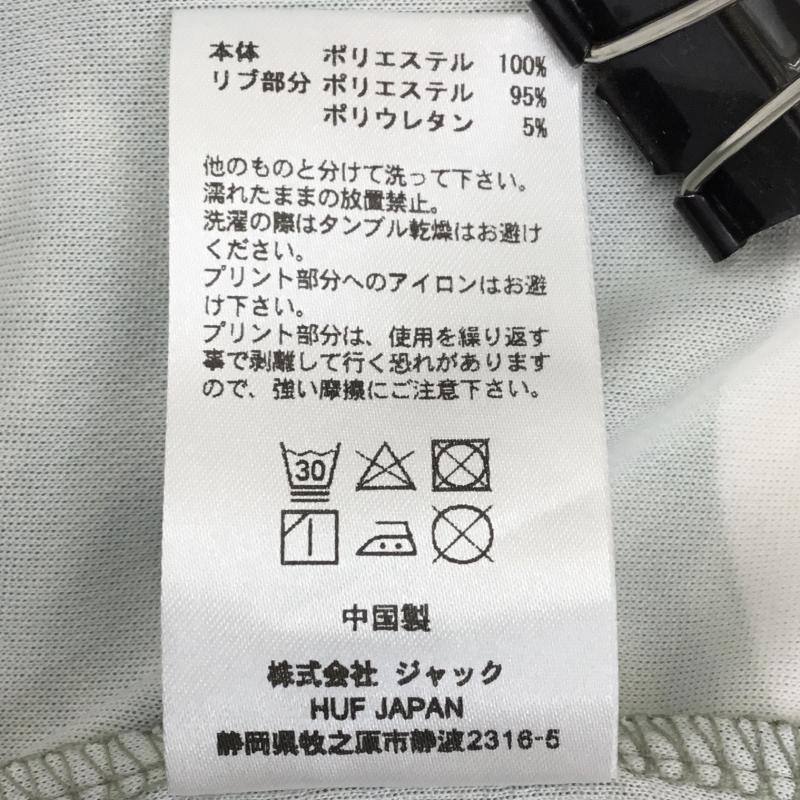 本体 ポリエステル 100%
リブ部分 ポリエステル 95%
ポリウレタン 5%
他のものと分けて洗って下さい。
濡れたままの放置禁止。
洗濯の際はタンブル乾燥はお避け
ください。
プリント部分へのアイロンはお避
け下さい。
プリント部分は、使用を繰り返す
事で剥離して行く恐れがあります
ので、強い摩擦にご注意下さい。
30
中国製
株式会社 ジャック
HUF JAPAN
静岡県牧之原市静波2316-5